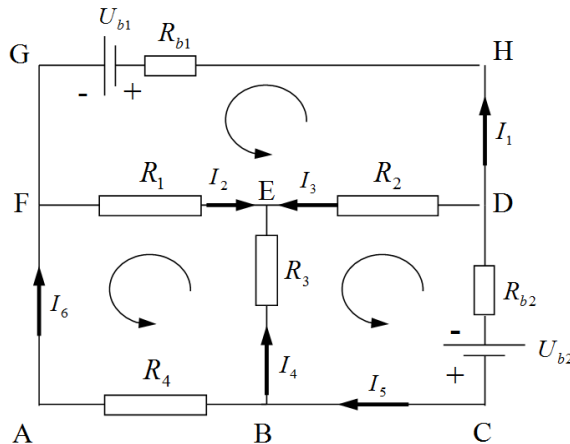 U_{b1}
G R_{b1} H
- +
I_1
R_1 I_2 E I_3 R_2
F D
R_3 R_{b2}
I_6
- U_{b2}
R_4 I_4 I_5 +
A B C